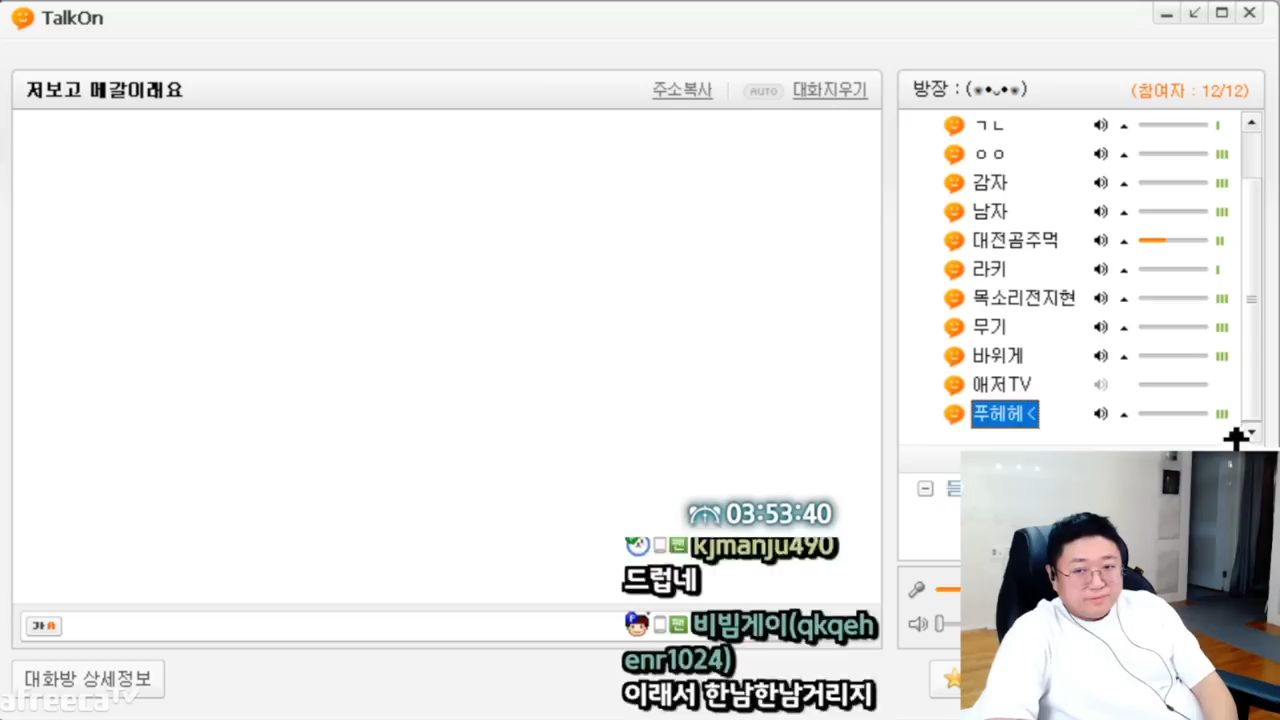 TalkOn
저보고 메갈이래요
주소복사
AUTO
대화지우기
방장 : (◉•◡•◉)
(참여자 : 12/12)
ㄱㄴ
ㅇㅇ
감자
남자
대전곰주먹
라키
목소리전지현
무기
바위게
애저TV
푸헤헤<
03:53:40
팬 kjmanju490
드럽네
팬 비빔게이(qkqeh
enr1024)
이래서 한남한남거리지
가가
대화방 상세정보
afreecaTV